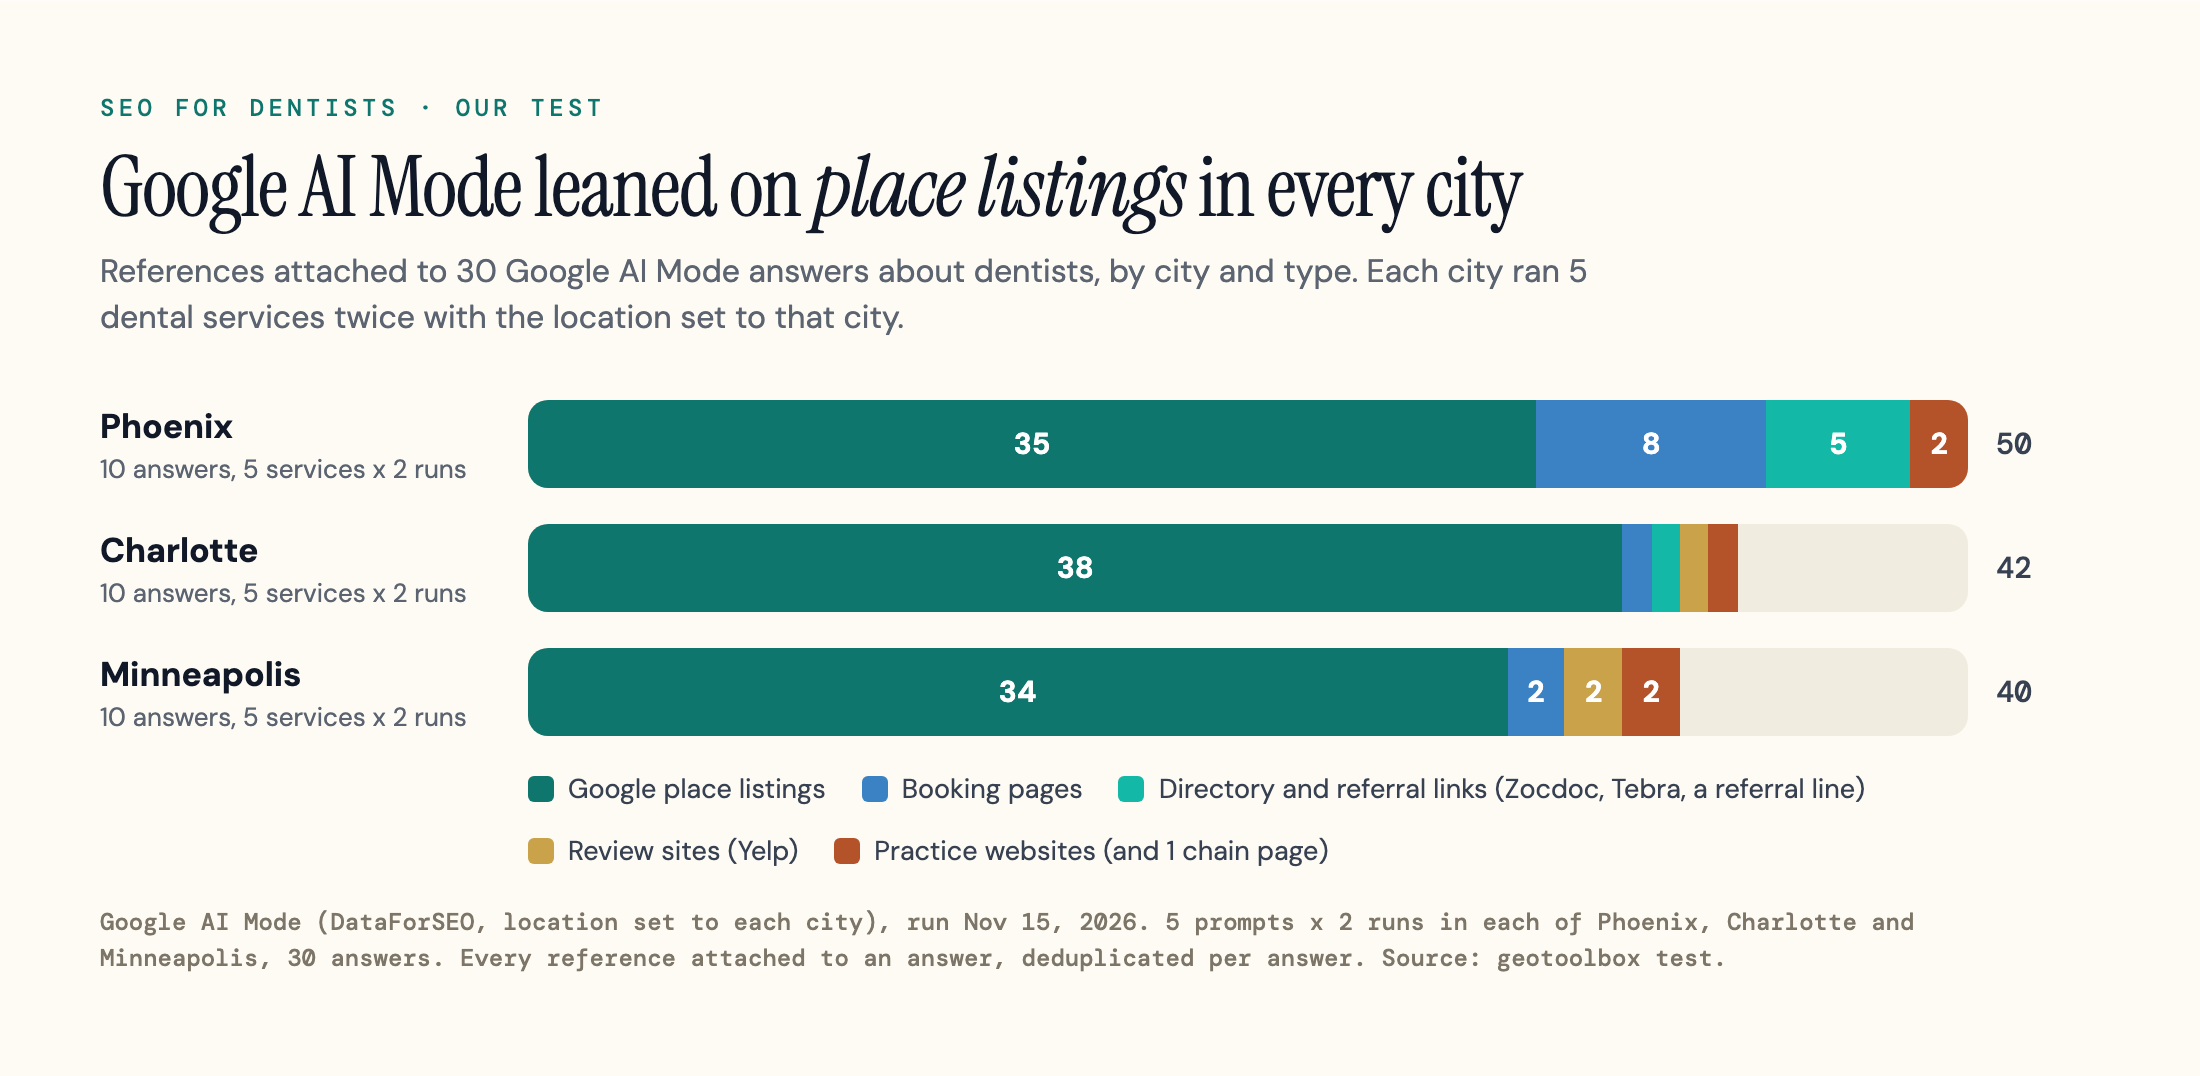 SEO FOR DENTISTS · OUR TEST
Google AI Mode leaned on place listings in every city
References attached to 30 Google AI Mode answers about dentists, by city and type. Each city ran 5
dental services twice with the location set to that city.
Phoenix
10 answers, 5 services x 2 runs
35 8 5 2 50
Charlotte
10 answers, 5 services x 2 runs
38 42
Minneapolis
10 answers, 5 services x 2 runs
34 2 2 2 40
Google place listings Booking pages Directory and referral links (Zocdoc, Tebra, a referral line)
Review sites (Yelp) Practice websites (and 1 chain page)
Google AI Mode (DataForSEO, location set to each city), run Nov 15, 2026. 5 prompts x 2 runs in each of Phoenix, Charlotte and
Minneapolis, 30 answers. Every reference attached to an answer, deduplicated per answer. Source: geotoolbox test.